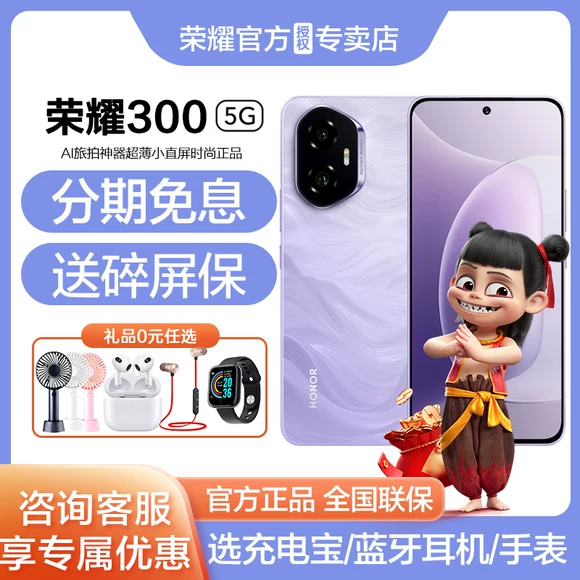 荣耀官方授权专卖店
荣耀300 5G
AI旅拍神器超薄小直屏时尚正品
分期免息
送碎屏保
礼品0元任选
HONOR
咨询客服
享专属优惠
官方正品 全国联保
选充电宝/蓝牙耳机/手表